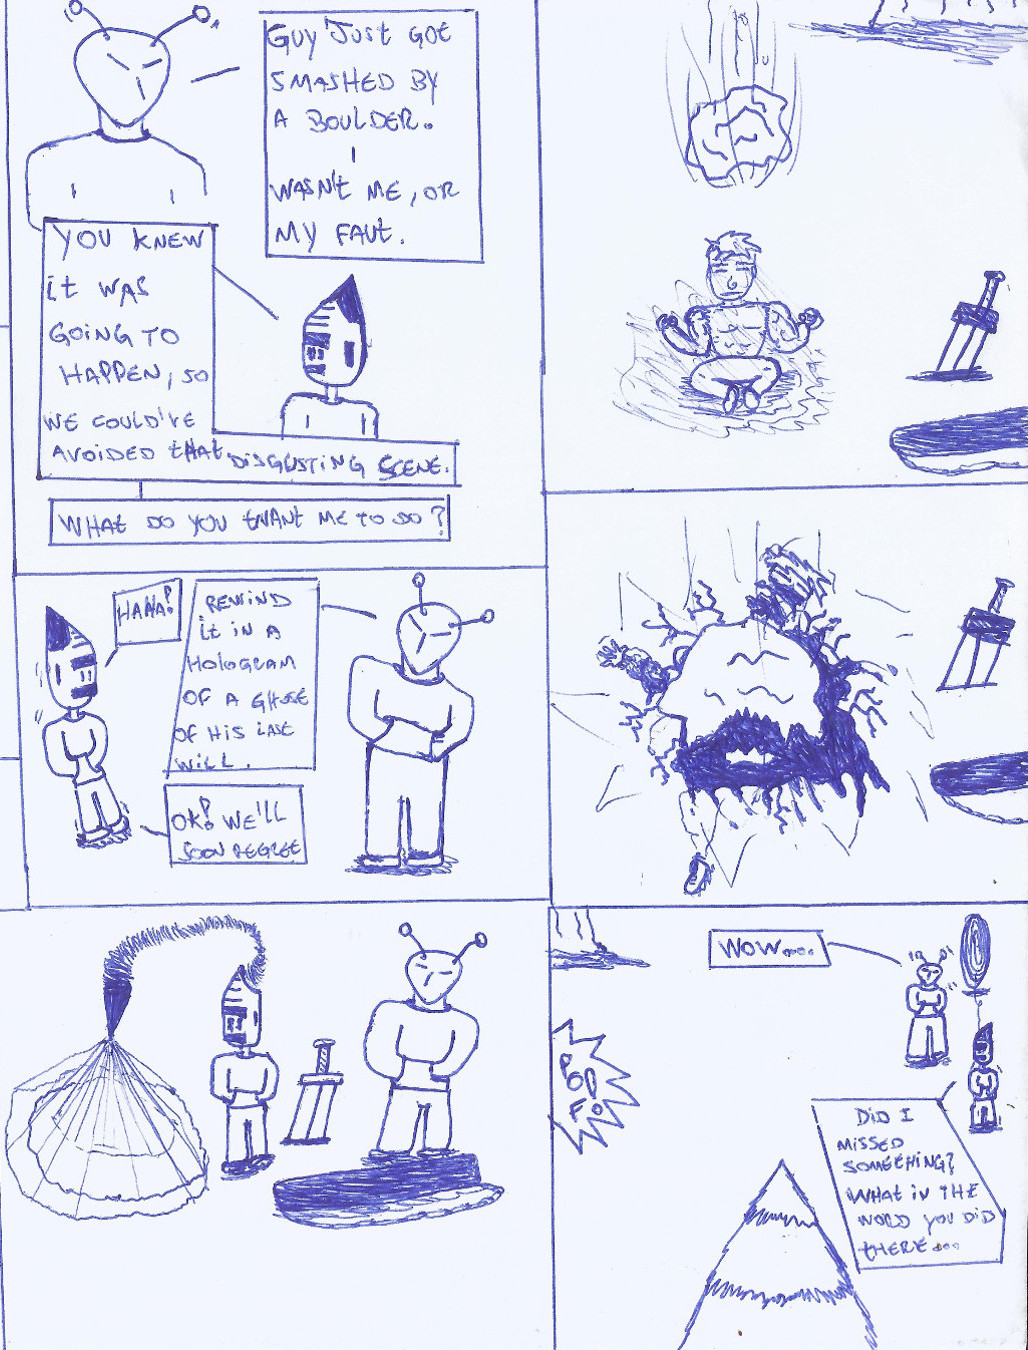 GUY JUST GOT
SMASHED BY
A BOULDER.
I
WASN'T ME, OR
MY FAUT.
YOU KNEW
IT WAS
GOING TO
HAPPEN, SO
WE COULD'VE
AVOIDED THAT
DISGUSTING SCENE.
WHAT DO YOU WANT ME TO DO?
HAHA!
REWIND
IT IN A
HOLOGRAM
OF A GHOST
OF HIS LAST
WILL.
OK! WE'LL
SOON REGRET
WOW....
POOF!
DID I
MISSED
SOMETHING?
WHAT IN THE
WORLD YOU DID
THERE...